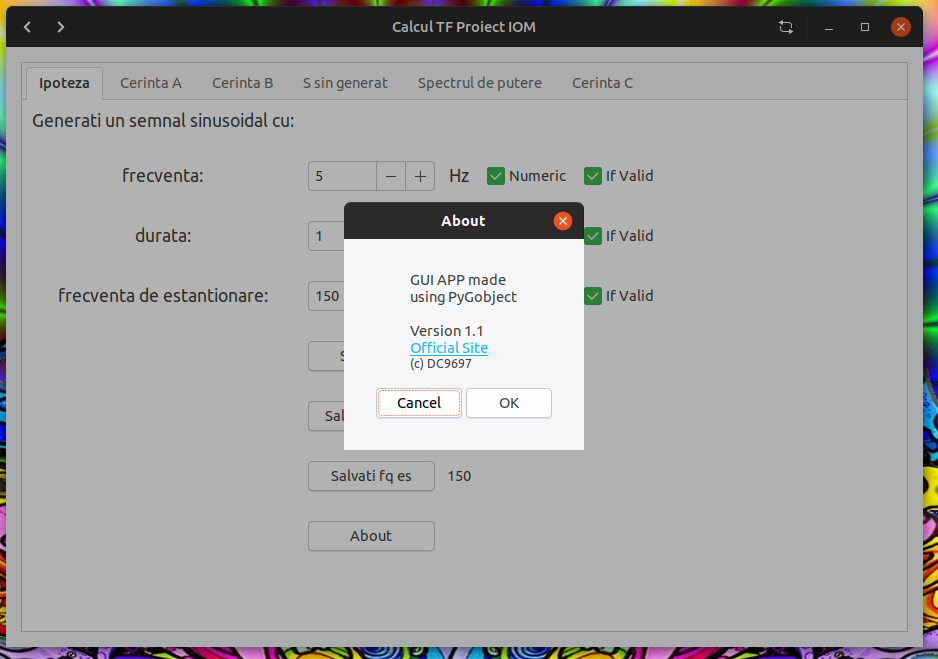 Calcul TF Proiect IOM
Ipoteza Cerinta A Cerinta B S sin generat Spectrul de putere Cerinta C
Generati un semnal sinusoidal cu:
frecventa: 5 Hz Numeric If Valid
About
durata: 1 If Valid
GUI APP made
using PyGobject
frecventa de estantionare: 150 If Valid
Version 1.1
Official Site
(c) DC9697
Cancel OK
Salvati fq es 150
About